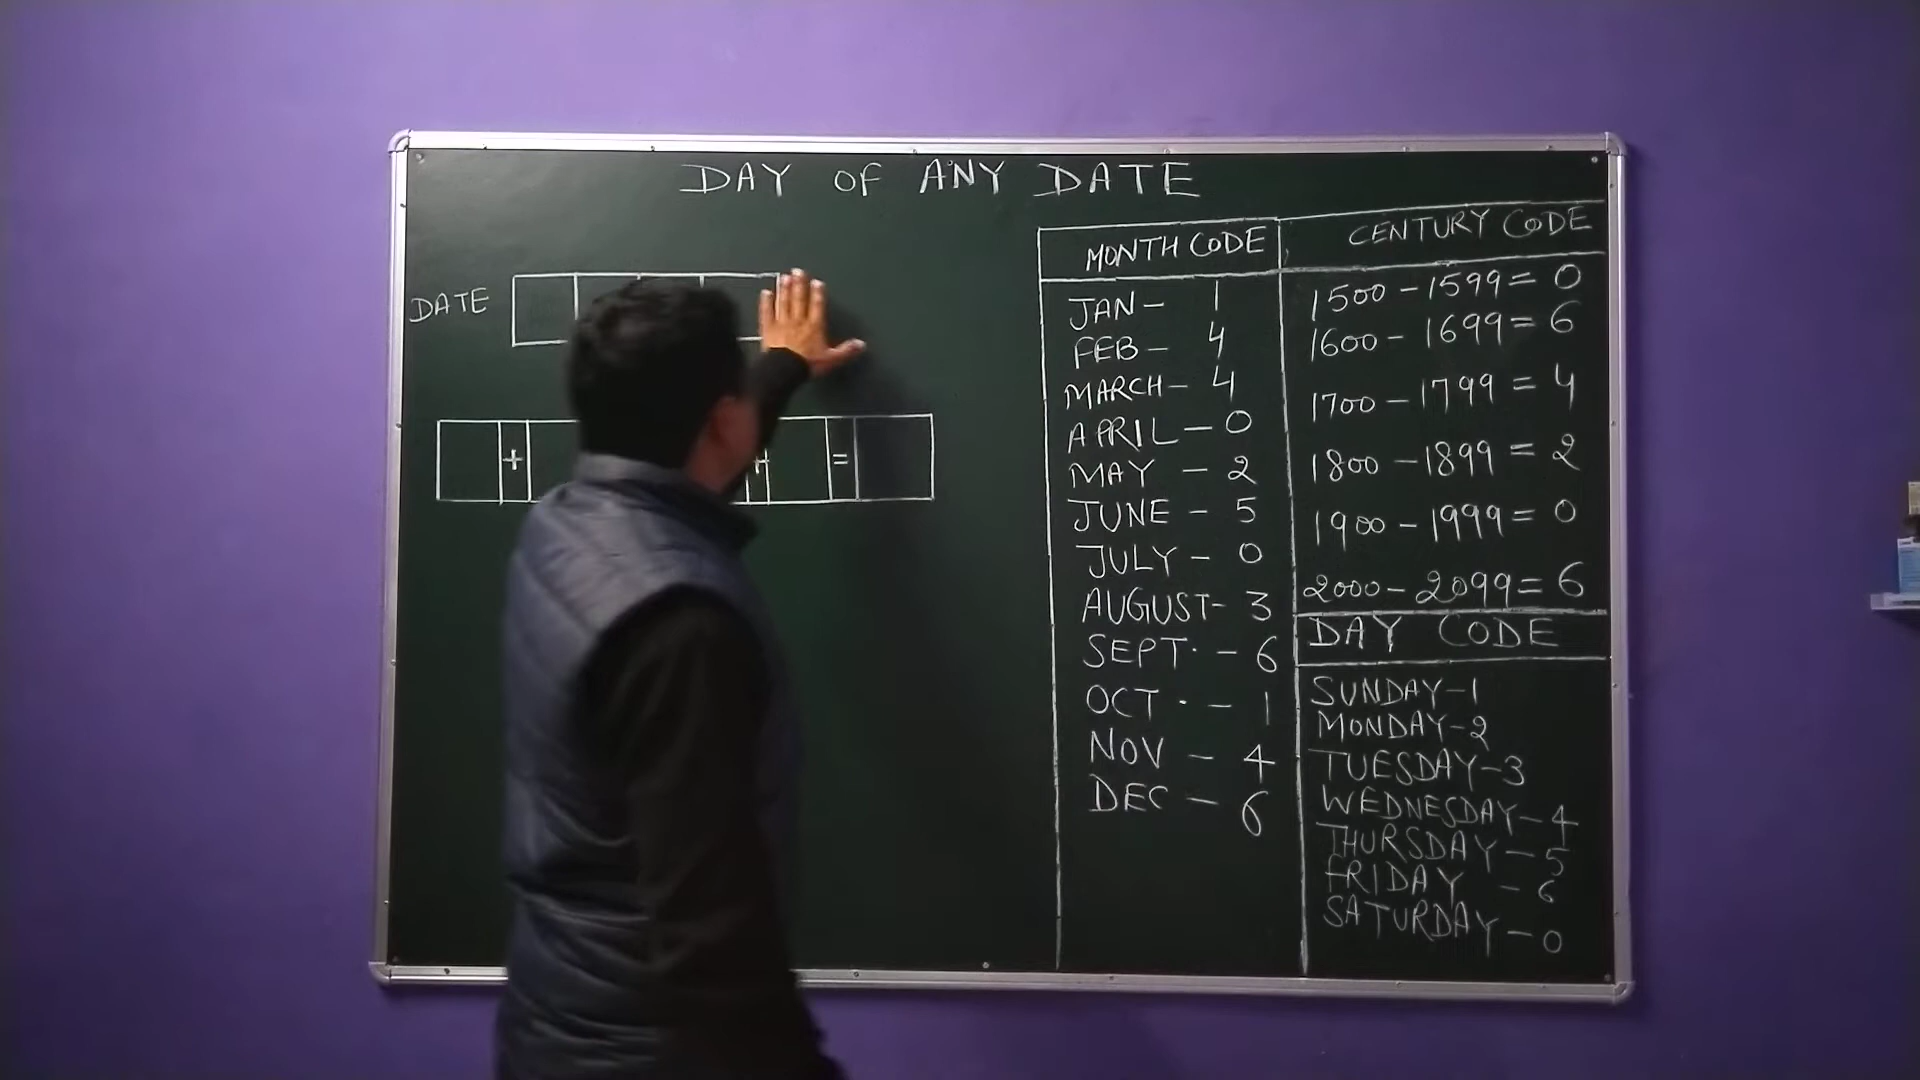 DAY OF ANY DATE
DATE
+ + =
MONTH CODE
JAN - 1
FEB - 4
MARCH - 4
APRIL - 0
MAY - 2
JUNE - 5
JULY - 0
AUGUST - 3
SEPT. - 6
OCT. - 1
NOV - 4
DEC - 6
CENTURY CODE
1500 - 1599 = 0
1600 - 1699 = 6
1700 - 1799 = 4
1800 - 1899 = 2
1900 - 1999 = 0
2000 - 2099 = 6
DAY CODE
SUNDAY - 1
MONDAY - 2
TUESDAY - 3
WEDNESDAY - 4
THURSDAY - 5
FRIDAY - 6
SATURDAY - 0